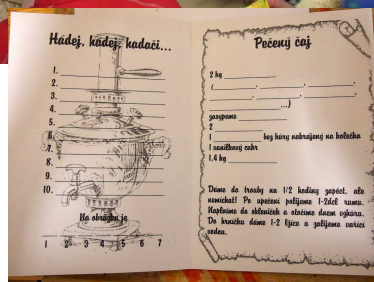 Hádej, hádej, hadači...
1.
2.
3.
4.
5.
6.
7.
8.
9.
10.
Na obrázku je
1 2 3 4 5 6 7
Pečený čaj
2 kg
(, , ,
, , ,
...)
zasypeme
2
1 bez kůry nakrájený na kolečka
1 vanilkový cukr
1,4 kg
Dáme do trouby na 1/2 hodiny zapéct, ale
nemíchat! Po upečení polijeme 1-2del rumu.
Naplníme do skleniček a otočíme dnem vzhůru.
Do hrníčku dáme 1-2 lžíce a zalijeme vařící
vodou.